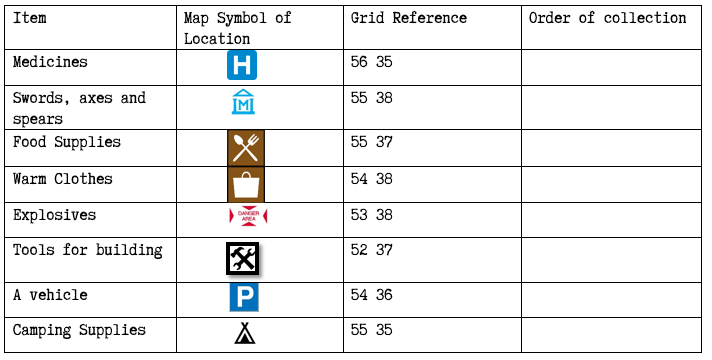 Item Map Symbol of Location Grid Reference Order of collection
Medicines H 56 35
Swords, axes and spears M 55 38
Food Supplies 55 37
Warm Clothes 54 38
Explosives DANGER AREA 53 38
Tools for building 52 37
A vehicle P 54 36
Camping Supplies 55 35